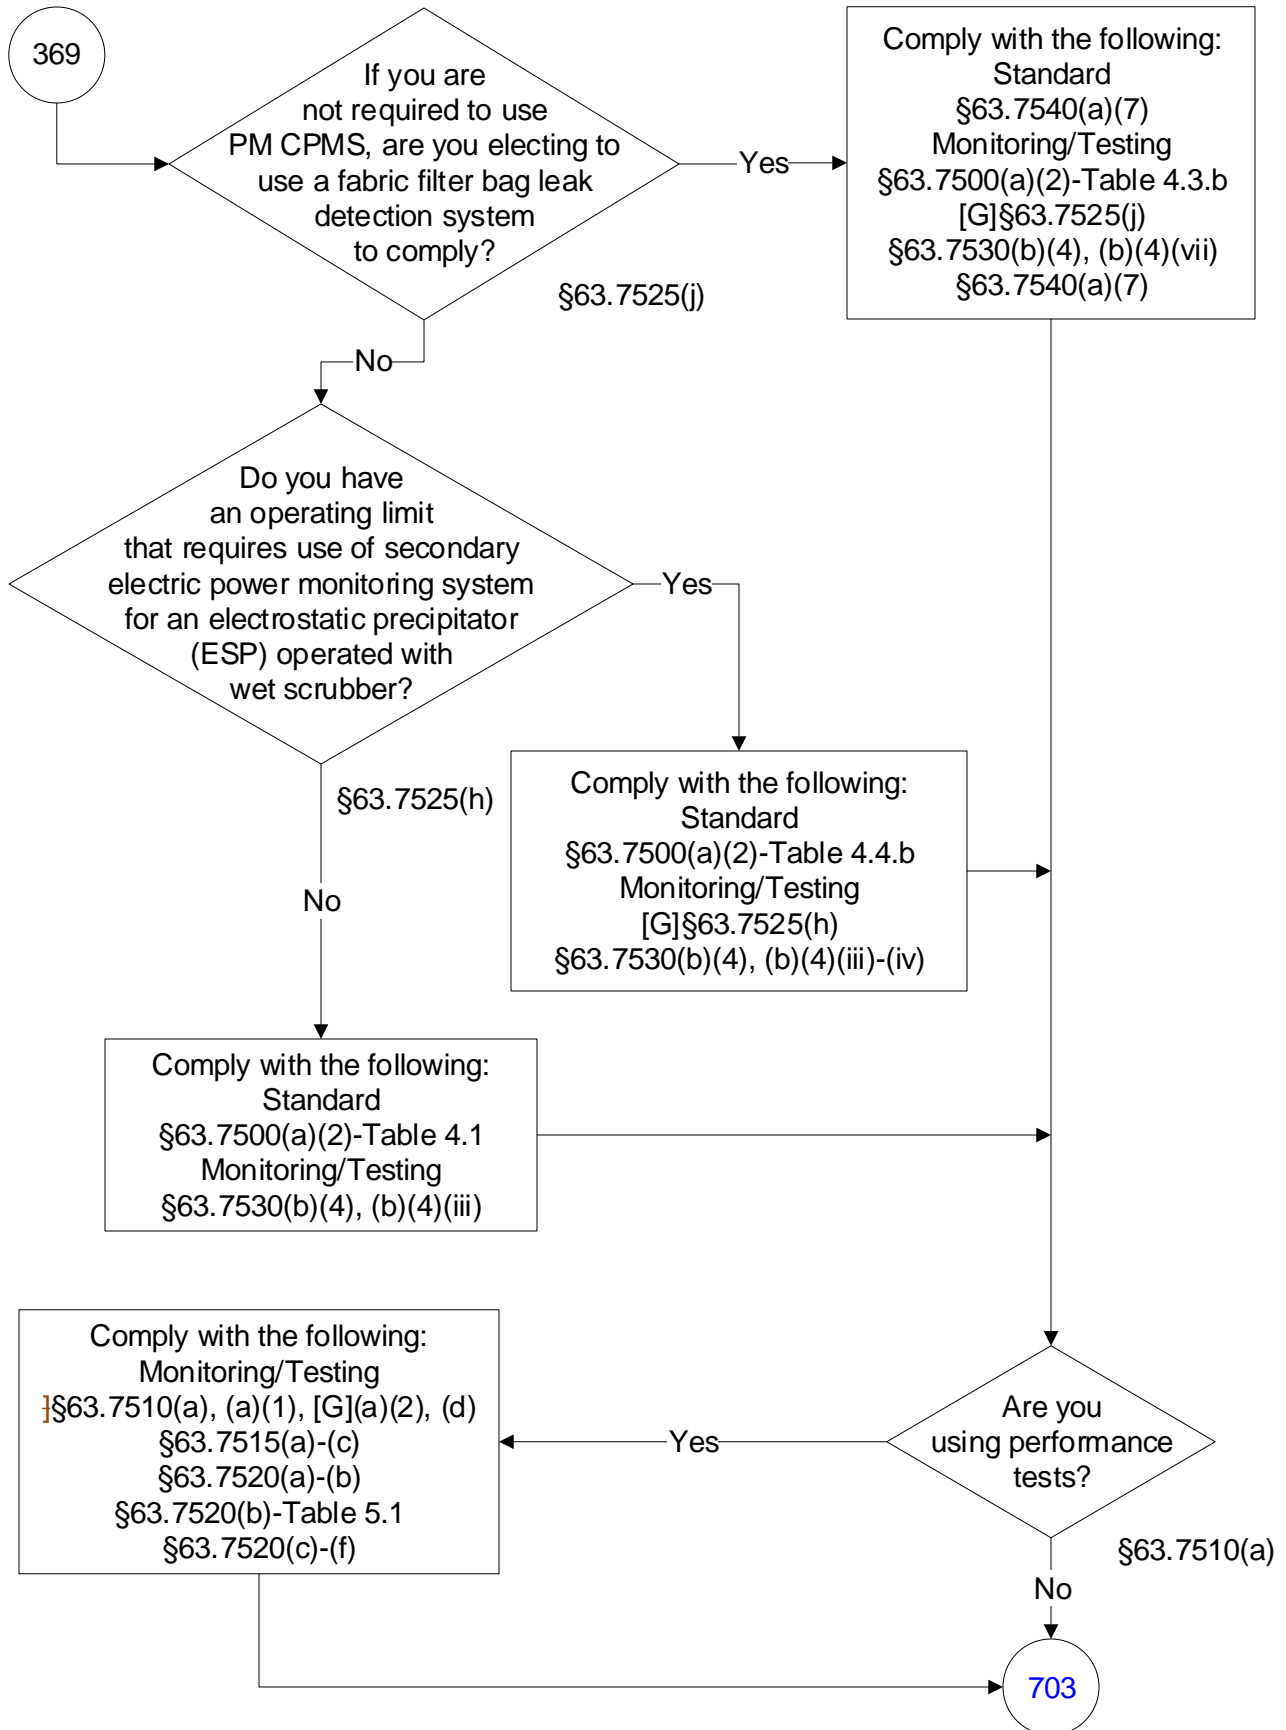 369
If you are
not required to use
PM CPMS, are you electing to
use a fabric filter bag leak
detection system
to comply?
§63.7525(j)
Yes
Comply with the following:
Standard
§63.7540(a)(7)
Monitoring/Testing
§63.7500(a)(2)-Table 4.3.b
[G]§63.7525(j)
§63.7530(b)(4), (b)(4)(vii)
§63.7540(a)(7)
No
Do you have
an operating limit
that requires use of secondary
electric power monitoring system
for an electrostatic precipitator
(ESP) operated with
wet scrubber?
§63.7525(h)
Yes
Comply with the following:
Standard
§63.7500(a)(2)-Table 4.4.b
Monitoring/Testing
[G]§63.7525(h)
§63.7530(b)(4), (b)(4)(iii)-(iv)
No
Comply with the following:
Standard
§63.7500(a)(2)-Table 4.1
Monitoring/Testing
§63.7530(b)(4), (b)(4)(iii)
Are you
using performance
tests?
§63.7510(a)
Yes
Comply with the following:
Monitoring/Testing
]§63.7510(a), (a)(1), [G](a)(2), (d)
§63.7515(a)-(c)
§63.7520(a)-(b)
§63.7520(b)-Table 5.1
§63.7520(c)-(f)
No
703